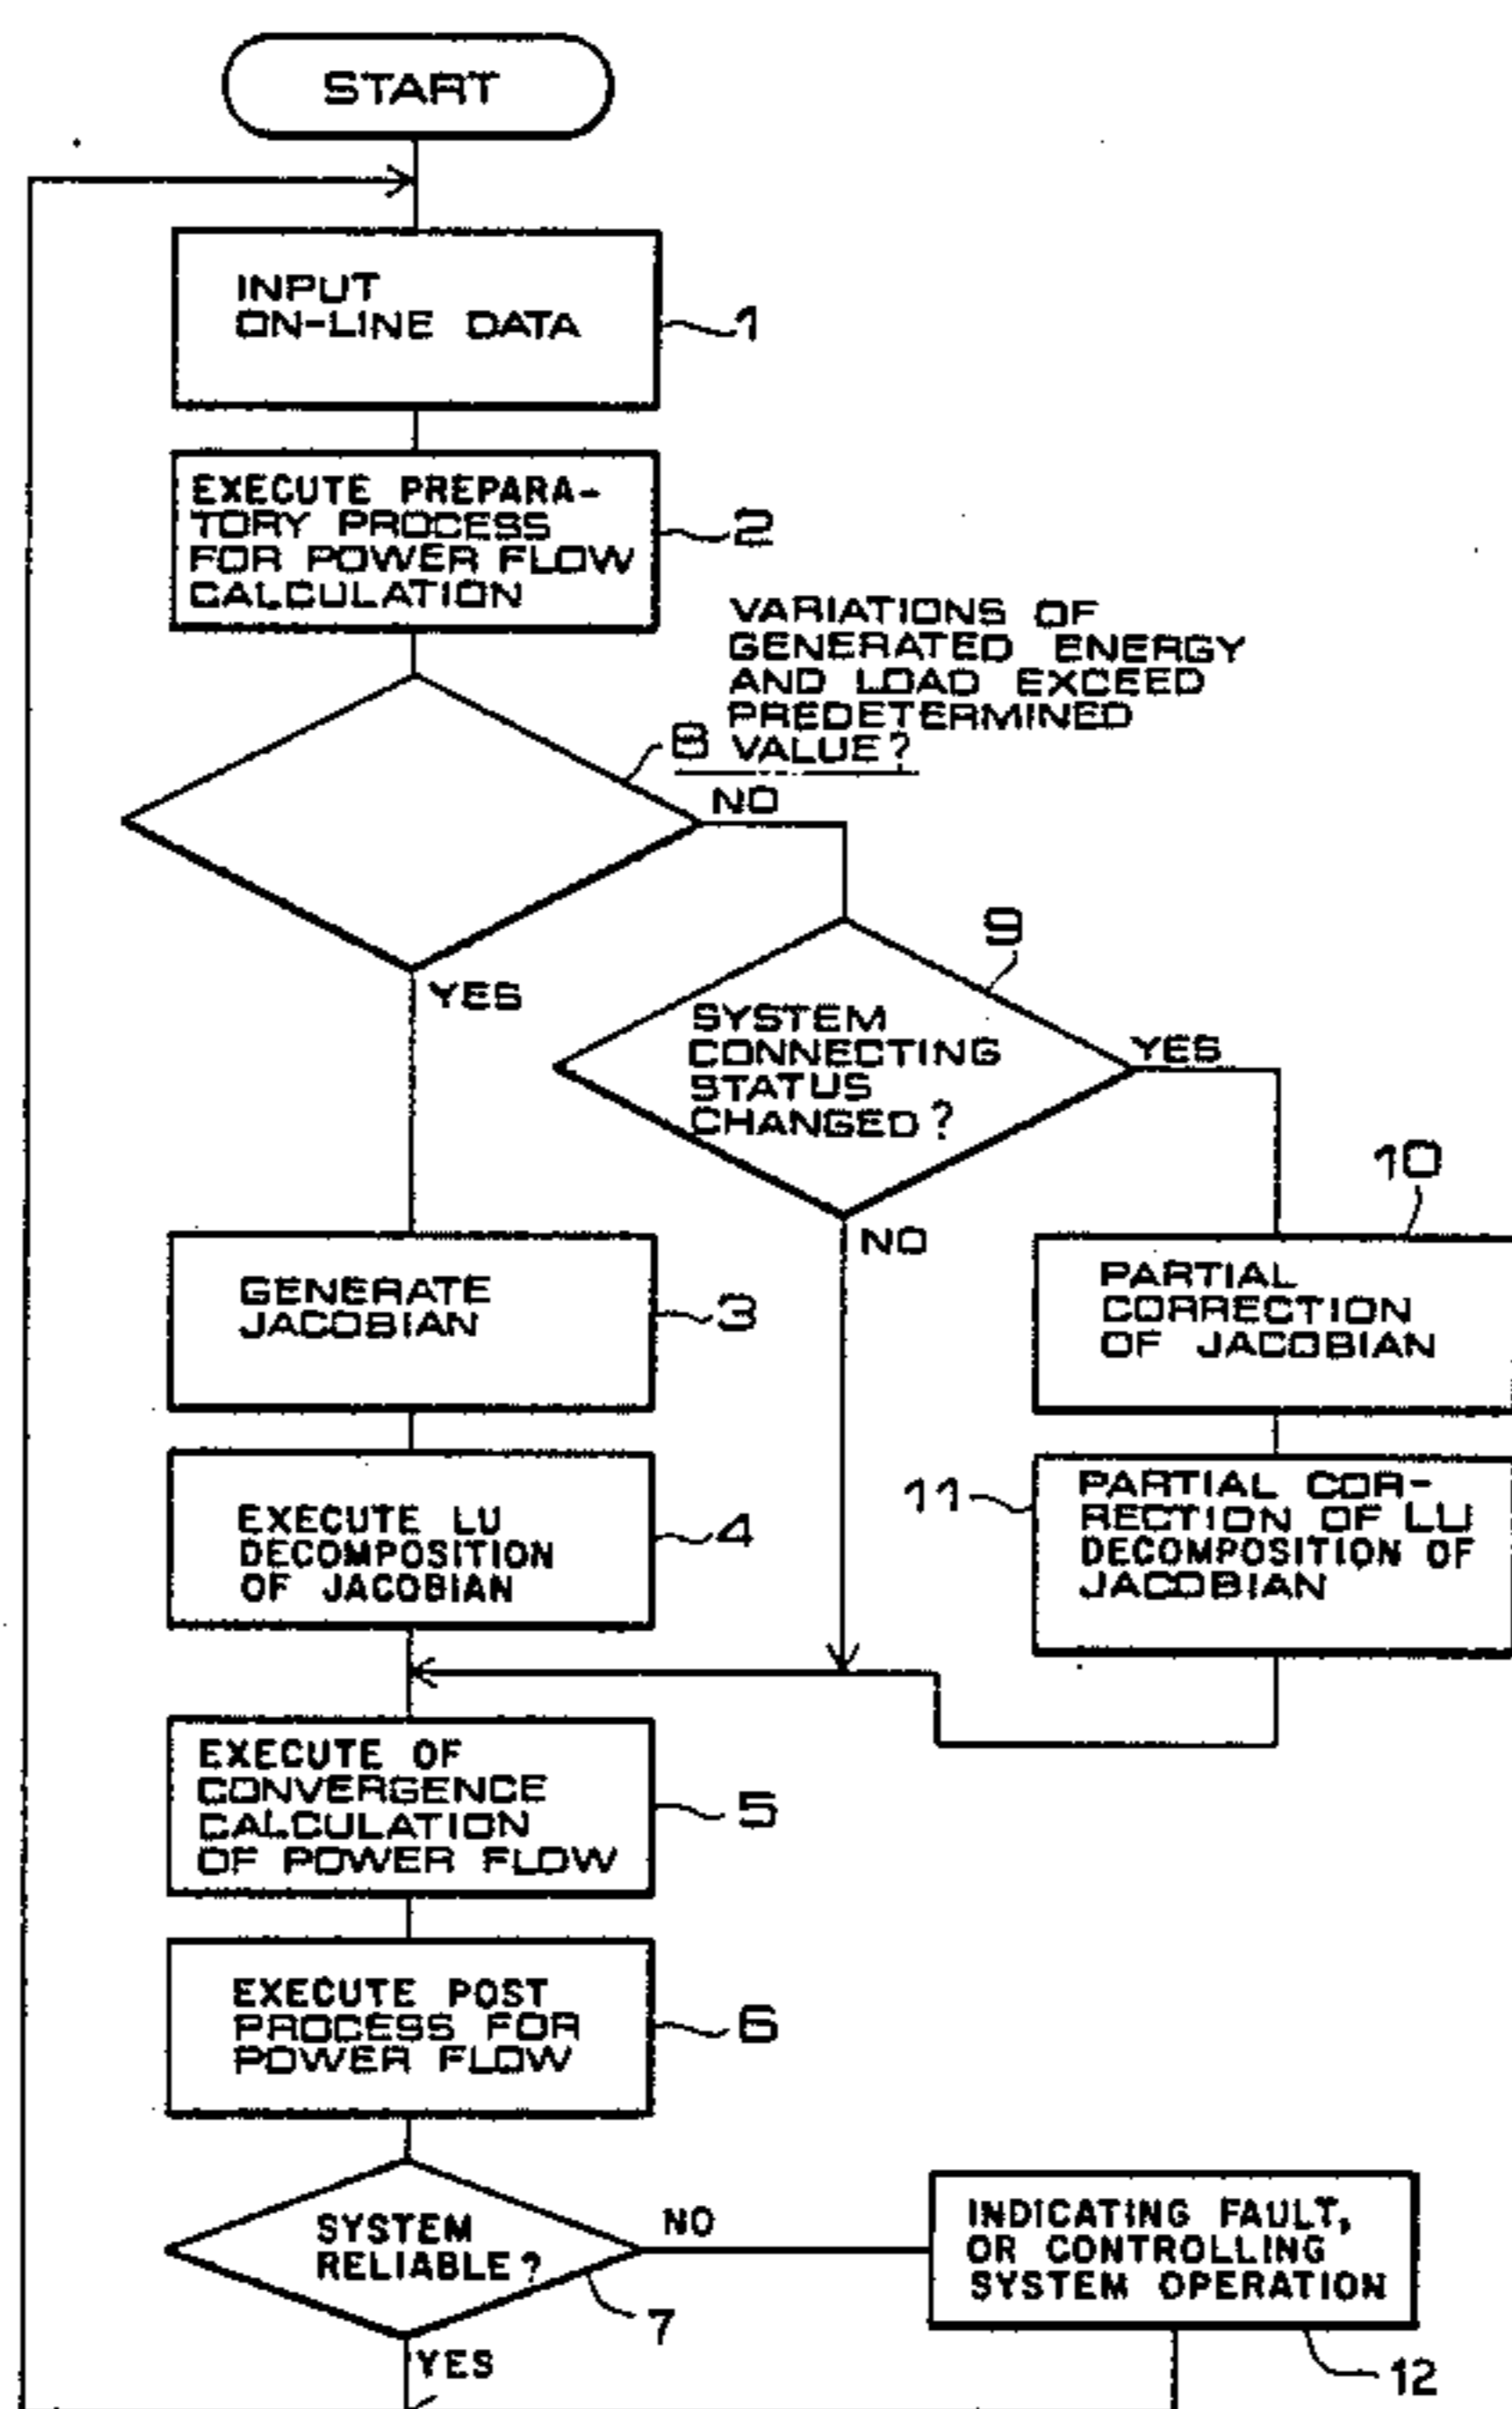 START
INPUT
ON-LINE DATA
1
EXECUTE PREPARA-
TORY PROCESS
FOR POWER FLOW
CALCULATION
2
VARIATIONS OF
GENERATED ENERGY
AND LOAD EXCEED
PREDETERMINED
VALUE?
8
NO
YES
9
SYSTEM
CONNECTING
STATUS
CHANGED?
YES
NO
10
PARTIAL
CORRECTION
OF JACOBIAN
GENERATE
JACOBIAN
3
EXECUTE LU
DECOMPOSITION
OF JACOBIAN
4
11
PARTIAL COR-
RECTION OF LU
DECOMPOSITION OF
JACOBIAN
EXECUTE OF
CONVERGENCE
CALCULATION
OF POWER FLOW
5
EXECUTE POST
PROCESS FOR
POWER FLOW
6
SYSTEM
RELIABLE?
NO
7
YES
INDICATING FAULT,
OR CONTROLLING
SYSTEM OPERATION
12